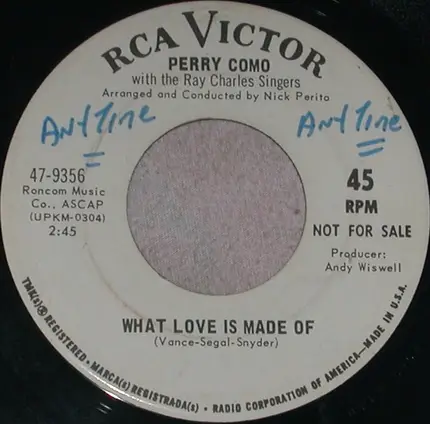 RCA VICTOR
PERRY COMO
with the Ray Charles Singers
Arranged and Conducted by Nick Perito
ANYTIME
ANYTIME
47-9356
Roncom Music
Co., ASCAP
(UPKM-0304)
2:45
45
RPM
NOT FOR SALE
Producer:
Andy Wiswell
WHAT LOVE IS MADE OF
(Vance-Segal-Snyder)
TMK(s) ® REGISTERED • MARCA(s) REGISTRADA(s) • RADIO CORPORATION OF AMERICA—MADE IN U.S.A.